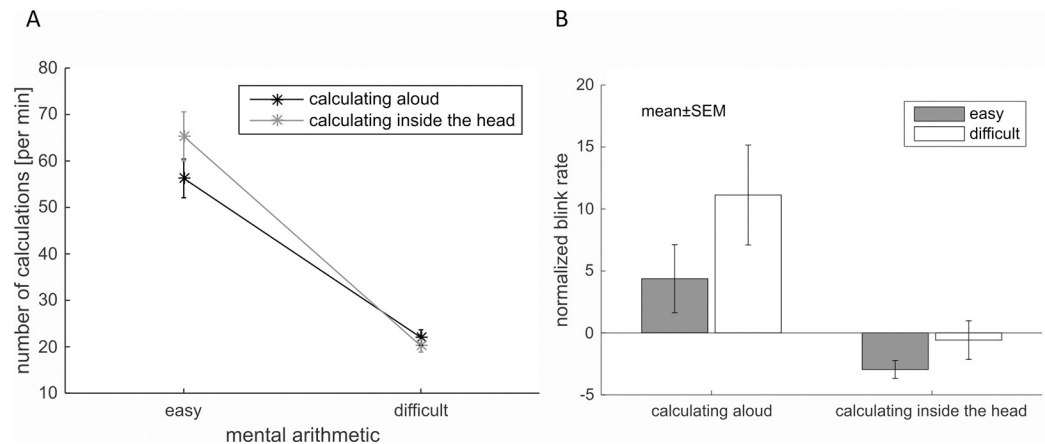 A
number of calculations [per min]
80
70
60
50
40
30
20
10
calculating aloud
calculating inside the head
easy
difficult
mental arithmetic
B
normalized blink rate
20
15
10
5
0
-5
mean±SEM
easy
difficult
calculating aloud
calculating inside the head